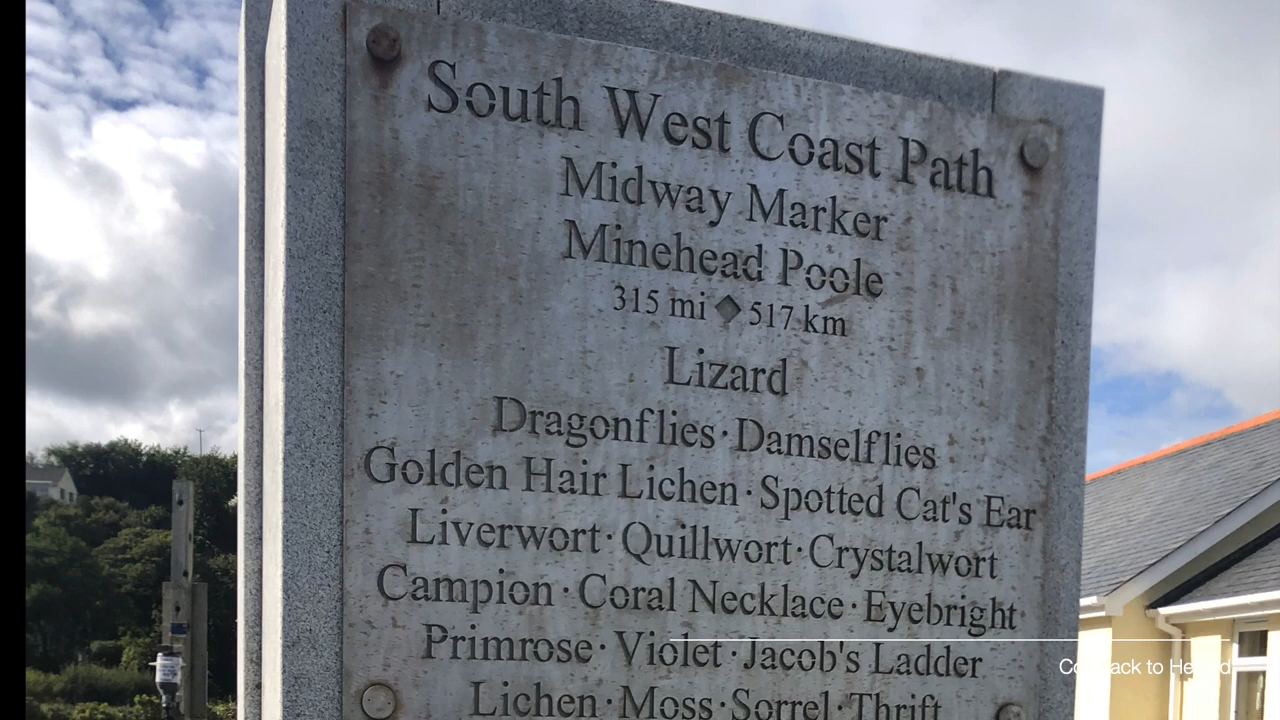 South West Coast Path
Midway Marker
Minehead Poole
315 mi ◆ 517 km
Lizard
Dragonflies · Damselflies
Golden Hair Lichen · Spotted Cat's Ear
Liverwort · Quillwort · Crystalwort
Campion · Coral Necklace · Eyebright
Primrose · Violet · Jacob's Ladder
Lichen · Moss · Sorrel · Thrift
to